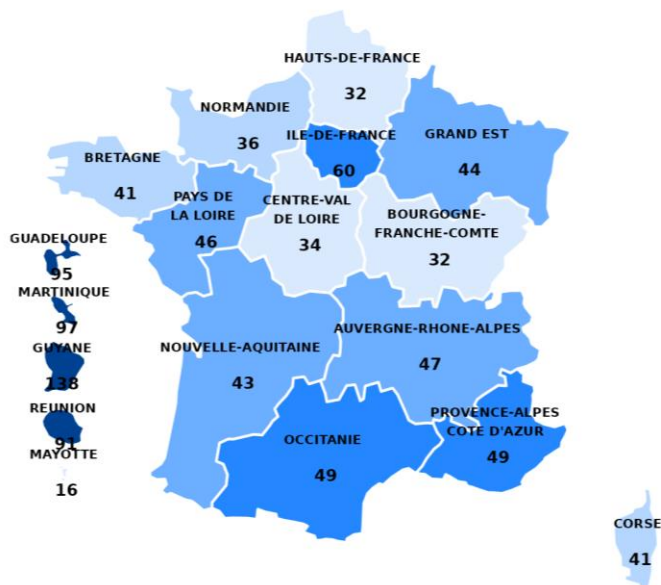 HAUTS-DE-FRANCE
32
NORMANDIE
36
ILE-DE-FRANCE
60
GRAND EST
44
BRETAGNE
41
PAYS DE
LA LOIRE
46
CENTRE-VAL
DE LOIRE
34
BOURGOGNE-
FRANCHE-COMTE
32
GUADELOUPE
95
MARTINIQUE
97
GUYANE
138
REUNION
91
MAYOTTE
16
NOUVELLE-AQUITAINE
43
AUVERGNE-RHONE-ALPES
47
OCCITANIE
49
PROVENCE-ALPES
COTE D'AZUR
49
CORSE
41